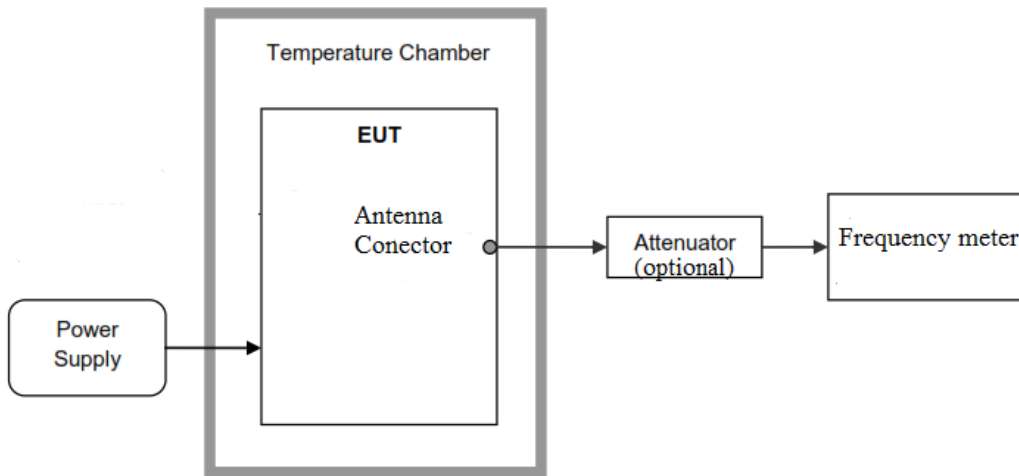 Temperature Chamber
EUT
Antenna
Conector
Attenuator
(optional)
Frequency meter
Power
Supply